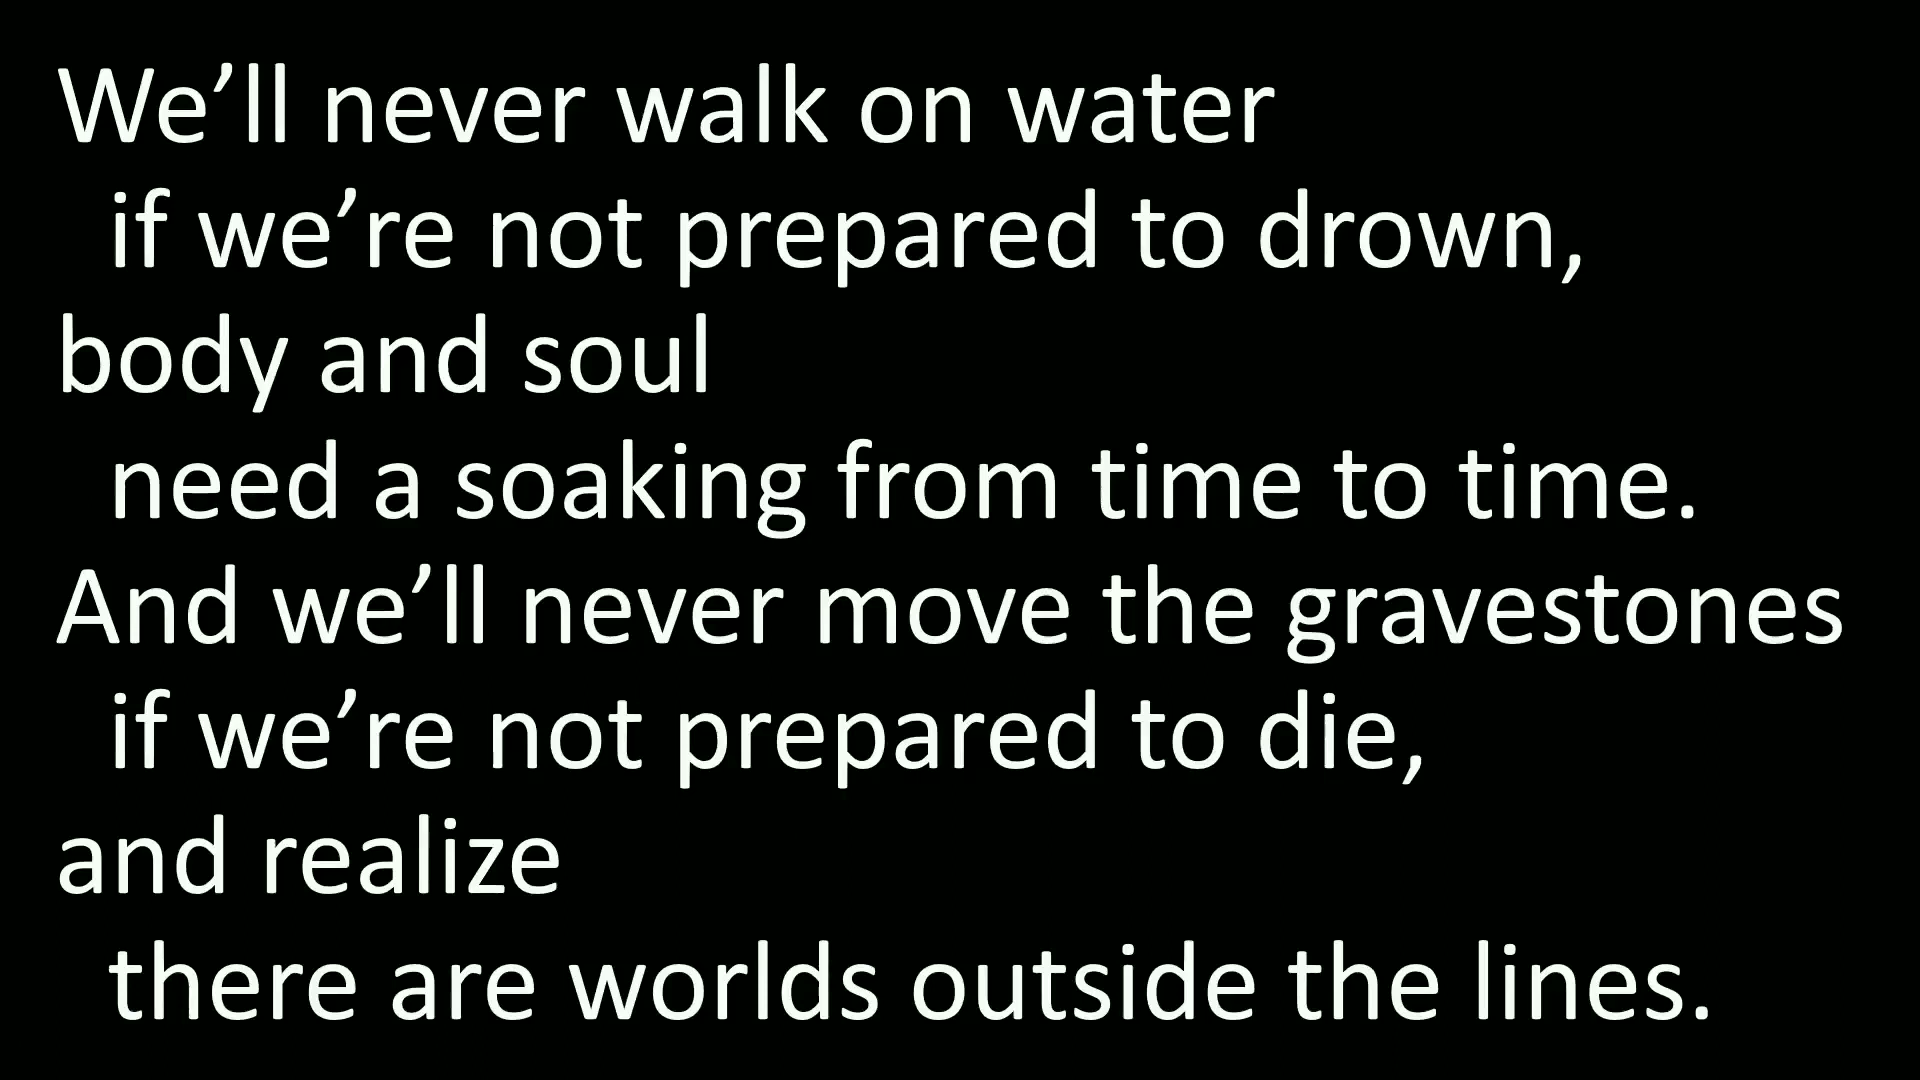 We’ll never walk on water
if we’re not prepared to drown,
body and soul
need a soaking from time to time.
And we’ll never move the gravestones
if we’re not prepared to die,
and realize
there are worlds outside the lines.